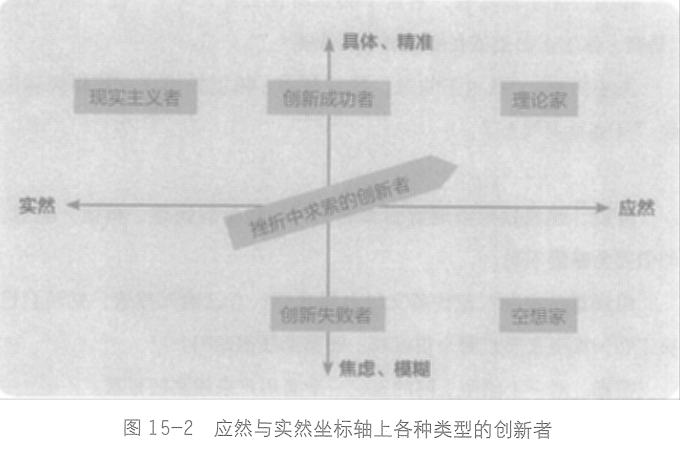 具体、精准
现实主义者
创新成功者
理论家
挫折中求索的创新者
实然
应然
创新失败者
空想家
焦虑、模糊
图 15-2 应然与实然坐标轴上各种类型的创新者